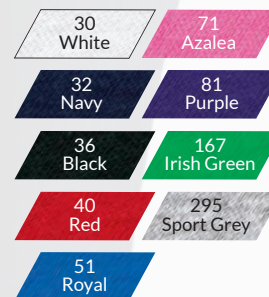 30
White
32
Navy
36
Black
40
Red
51
Royal
71
Azalea
81
Purple
167
Irish Green
295
Sport Grey